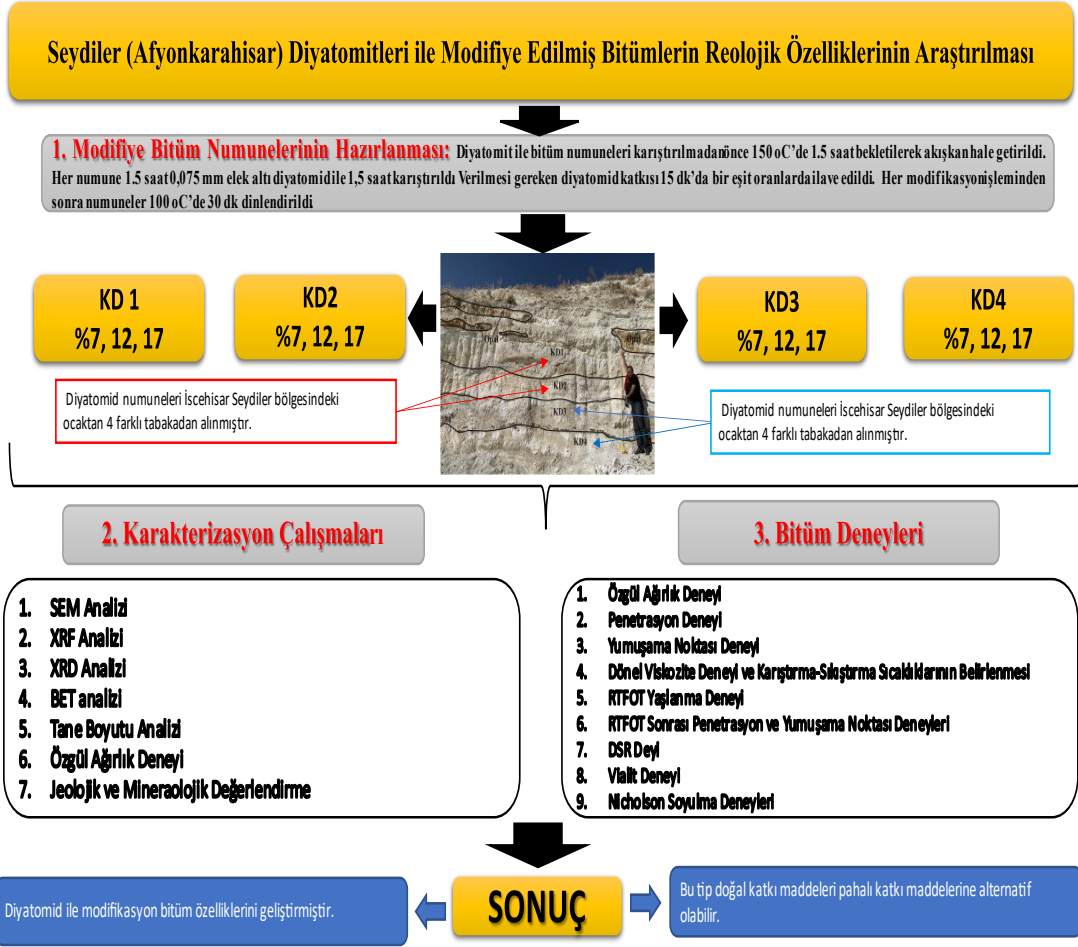 Seydiler (Afyonkarahisar) Diyatomitleri ile Modifiye Edilmiş Bitümlerin Reolojik Özelliklerinin Araştırılması
1. Modifiye Bitüm Numunelerinin Hazırlanması: Diyatomit ile bitüm numuneleri karıştırılmadanönce 150 oC'de 1.5 saat bekletilerek akışkan hale getirildi.
Her numune 1.5 saat 0,075 mm elek altı diyatomid ile 1,5 saat karıştırıldı Verilmesi gereken diyatomid katkısı 15 dk'da bir eşit oranlarda ilave edildi. Her modifikasyon işleminden
sonra numuneler 100 oC'de 30 dk dinlendirildi.
KD 1
%7, 12, 17
KD2
%7, 12, 17
KD3
%7, 12, 17
KD4
%7, 12, 17
Opal
Opal
KD1
KD2
KD3
KD4
Diyatomid numuneleri İscehisar Seydiler bölgesindeki
ocaktan 4 farklı tabakadan alınmıştır.
Diyatomid numuneleri İscehisar Seydiler bölgesindeki
ocaktan 4 farklı tabakadan alınmıştır.
2. Karakterizasyon Çalışmaları
1. SEM Analizi
2. XRF Analizi
3. XRD Analizi
4. BET analizi
5. Tane Boyutu Analizi
6. Özgül Ağırlık Deneyi
7. Jeolojik ve Mineraolojik Değerlendirme
3. Bitüm Deneyleri
1. Özgül Ağırlık Deneyi
2. Penetrasyon Deneyi
3. Yumuşama Noktası Deneyi
4. Dönel Viskozite Deneyi ve Karıştırma-Sıkıştırma Sıcaklıklarının Belirlenmesi
5. RTFOT Yaşlanma Deneyi
6. RTFOT Sonrası Penetrasyon ve Yumuşama Noktası Deneyleri
7. DSR Deyi
8. Vialit Deneyi
9. Nicholson Soyulma Deneyleri
SONUÇ
Diyatomid ile modifikasyon bitüm özelliklerini geliştirmiştir.
Bu tip doğal katkı maddeleri pahalı katkı maddelerine alternatif
olabilir.